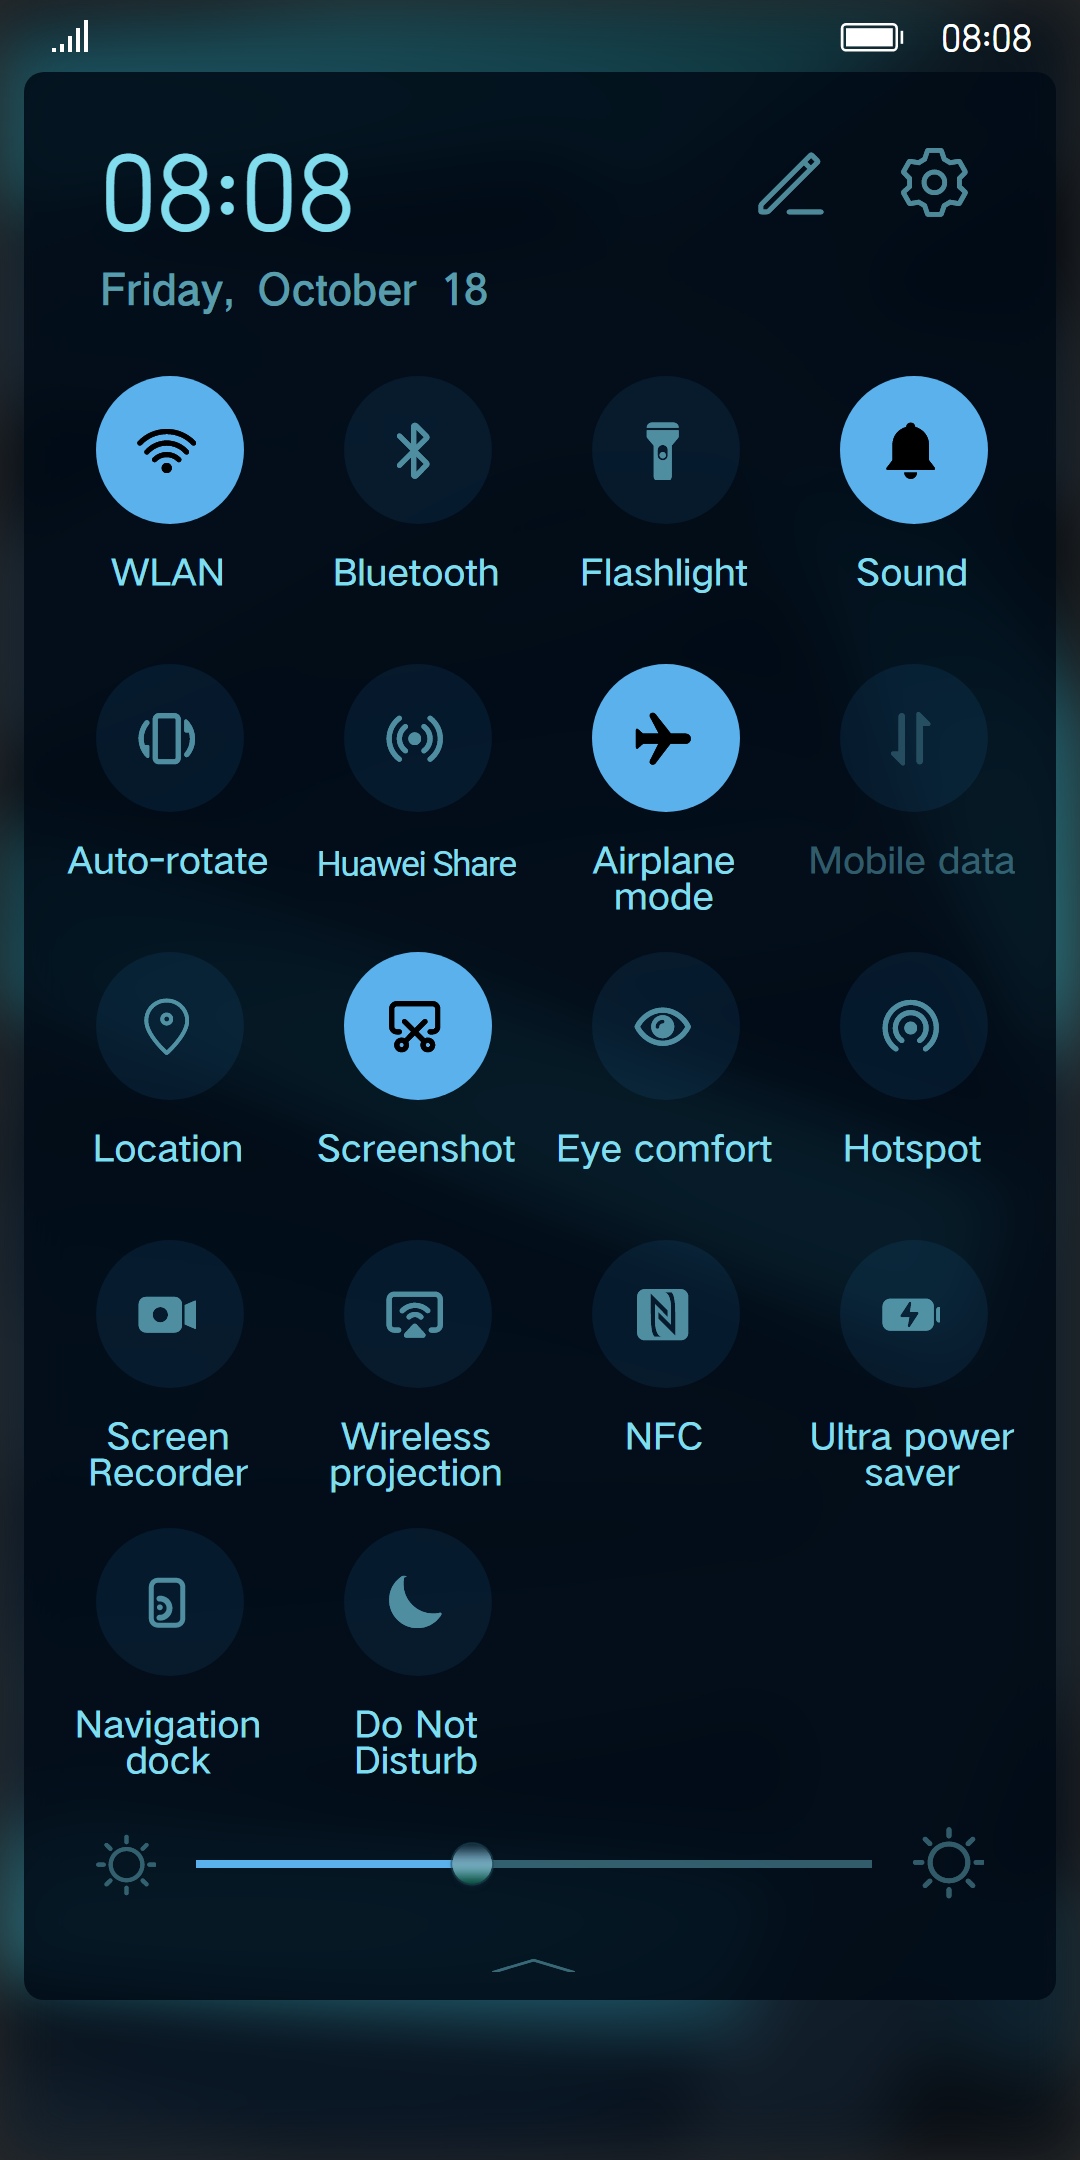 08:08
08:08
Friday, October 18
WLAN
Bluetooth
Flashlight
Sound
Auto-rotate
Huawei Share
Airplane
mode
Mobile data
Location
Screenshot
Eye comfort
Hotspot
Screen
Recorder
Wireless
projection
NFC
Ultra power
saver
Navigation
dock
Do Not
Disturb